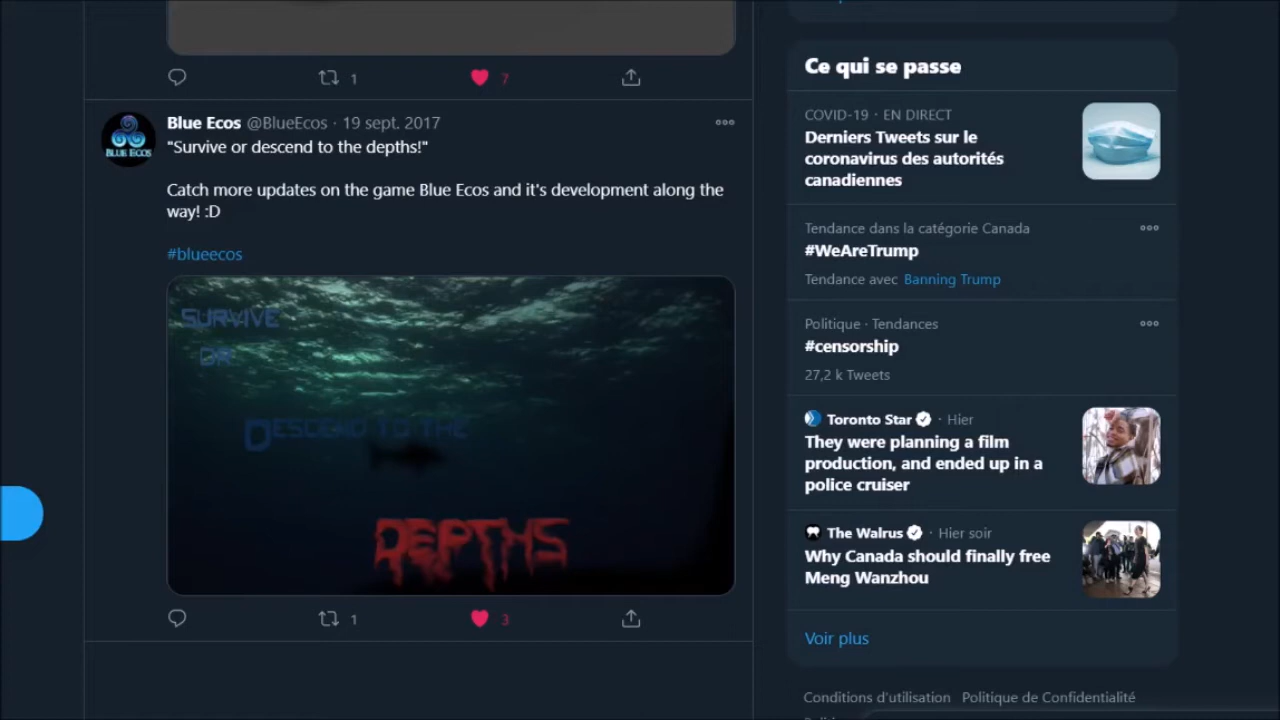 1
7
Blue Ecos @BlueEcos · 19 sept. 2017
"Survive or descend to the depths!"
Catch more updates on the game Blue Ecos and it's development along the
way! :D
#blueecos
BLUE ECOS
SURVIVE
OR
DESCEND TO THE
DEPTHS
1
3
Ce qui se passe
COVID-19 · EN DIRECT
Derniers Tweets sur le
coronavirus des autorités
canadiennes
Tendance dans la catégorie Canada
#WeAreTrump
Tendance avec Banning Trump
Politique · Tendances
#censorship
27,2 k Tweets
Toronto Star · Hier
They were planning a film
production, and ended up in a
police cruiser
The Walrus · Hier soir
Why Canada should finally free
Meng Wanzhou
Voir plus
Conditions d'utilisation Politique de Confidentialité